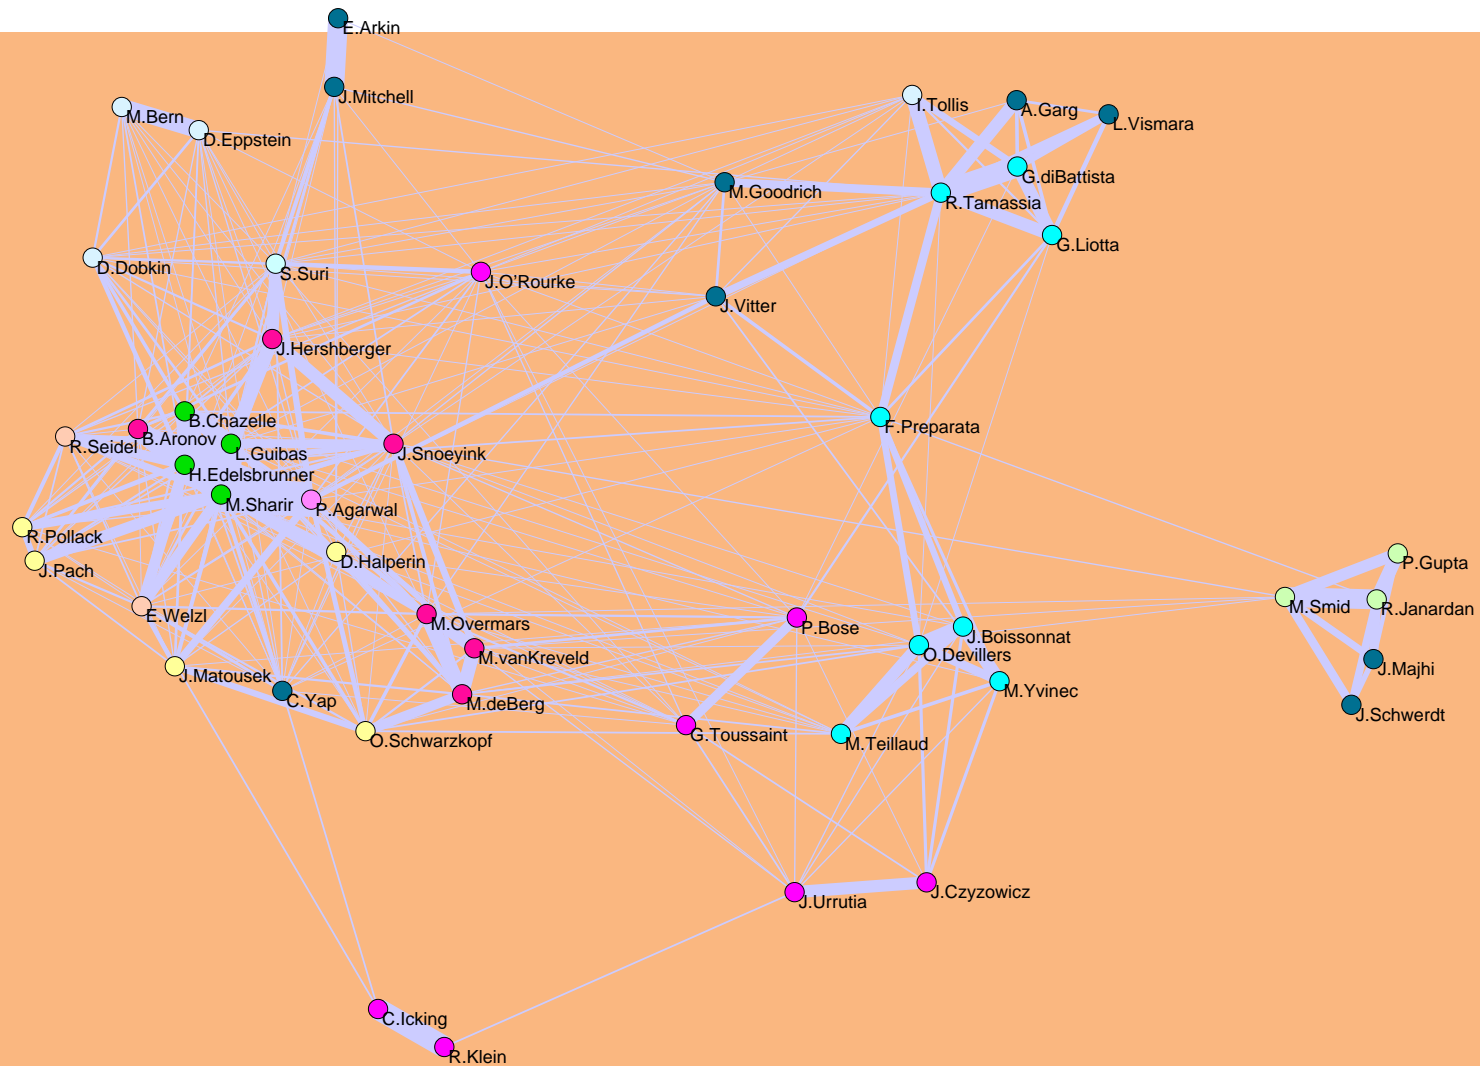 E.Arkin
J.Mitchell
M.Bern
D.Eppstein
I.Tollis
A.Garg
L.Vismara
G.diBattista
M.Goodrich
R.Tamassia
G.Liotta
D.Dobkin
S.Suri
J.O'Rourke
J.Vitter
J.Hershberger
B.Chazelle
F.Preparata
B.Aronov
R.Seidel
L.Guibas
J.Snoeyink
H.Edelsbrunner
M.Sharir
P.Agarwal
R.Pollack
D.Halperin
P.Gupta
J.Pach
M.Smid
R.Janardan
E.Welzl
M.Overmars
P.Bose
J.Boissonnat
O.Devillers
M.vanKreveld
J.Majhi
J.Matousek
M.Yvinec
C.Yap
M.deBerg
J.Schwerdt
G.Toussaint
O.Schwarzkopf
M.Teillaud
J.Czyzowicz
J.Urrutia
C.Icking
R.Klein